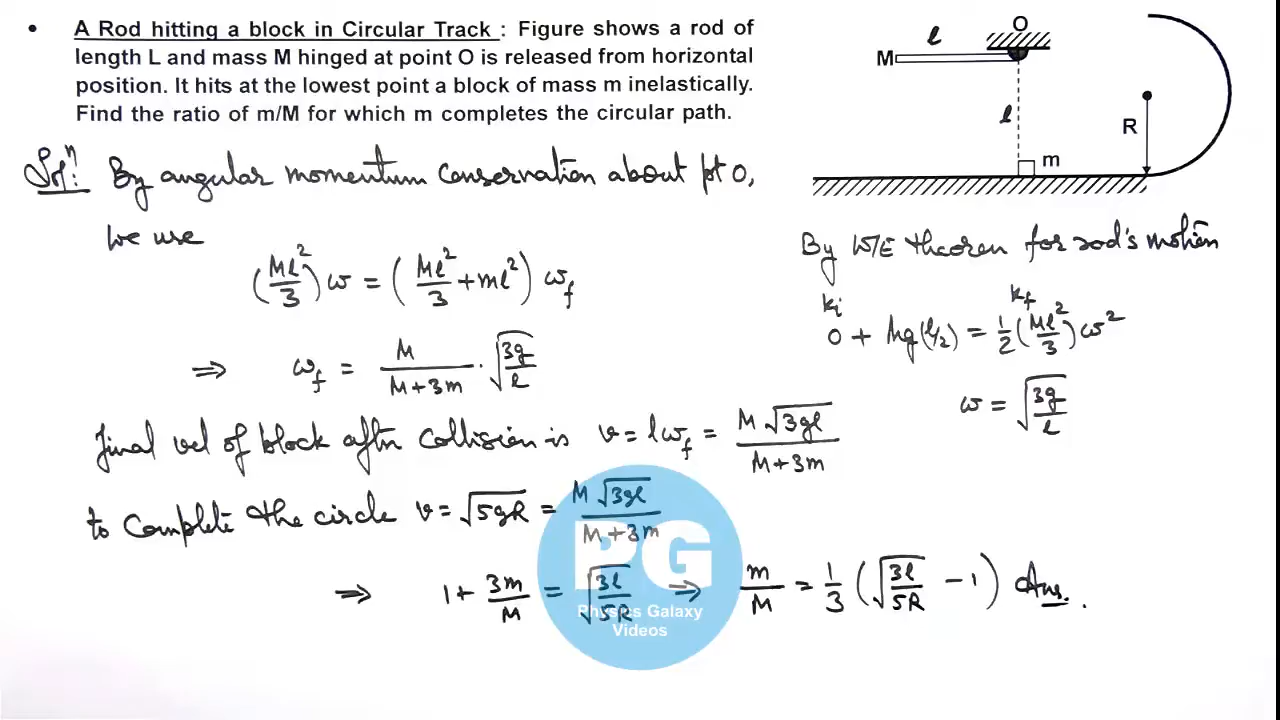 • A Rod hitting a block in Circular Track : Figure shows a rod of
length L and mass M hinged at point O is released from horizontal
position. It hits at the lowest point a block of mass m inelastically.
Find the ratio of m/M for which m completes the circular path.
O
l
M
l
R
m
Solⁿ: By angular momentum conservation about pt O,
we use
(Ml²/3) ω = (Ml²/3 + ml²) ω_f
⇒ ω_f = M/(M+3m) · √(3g/l)
final vel of block after collision is v = lω_f = M√(3gl)/(M+3m)
to complete the circle v = √(5gR) = M√(3gl)/(M+3m)
⇒ 1 + 3m/M = √(3l/5R) ⇒ m/M = 1/3 (√(3l/5R) - 1) Ans.
By W/E theorem for rod's motion
k_i k_f
0 + Mg(l/2) = 1/2 (Ml²/3) ω²
ω = √(3g/l)
PG
Physics Galaxy
Videos